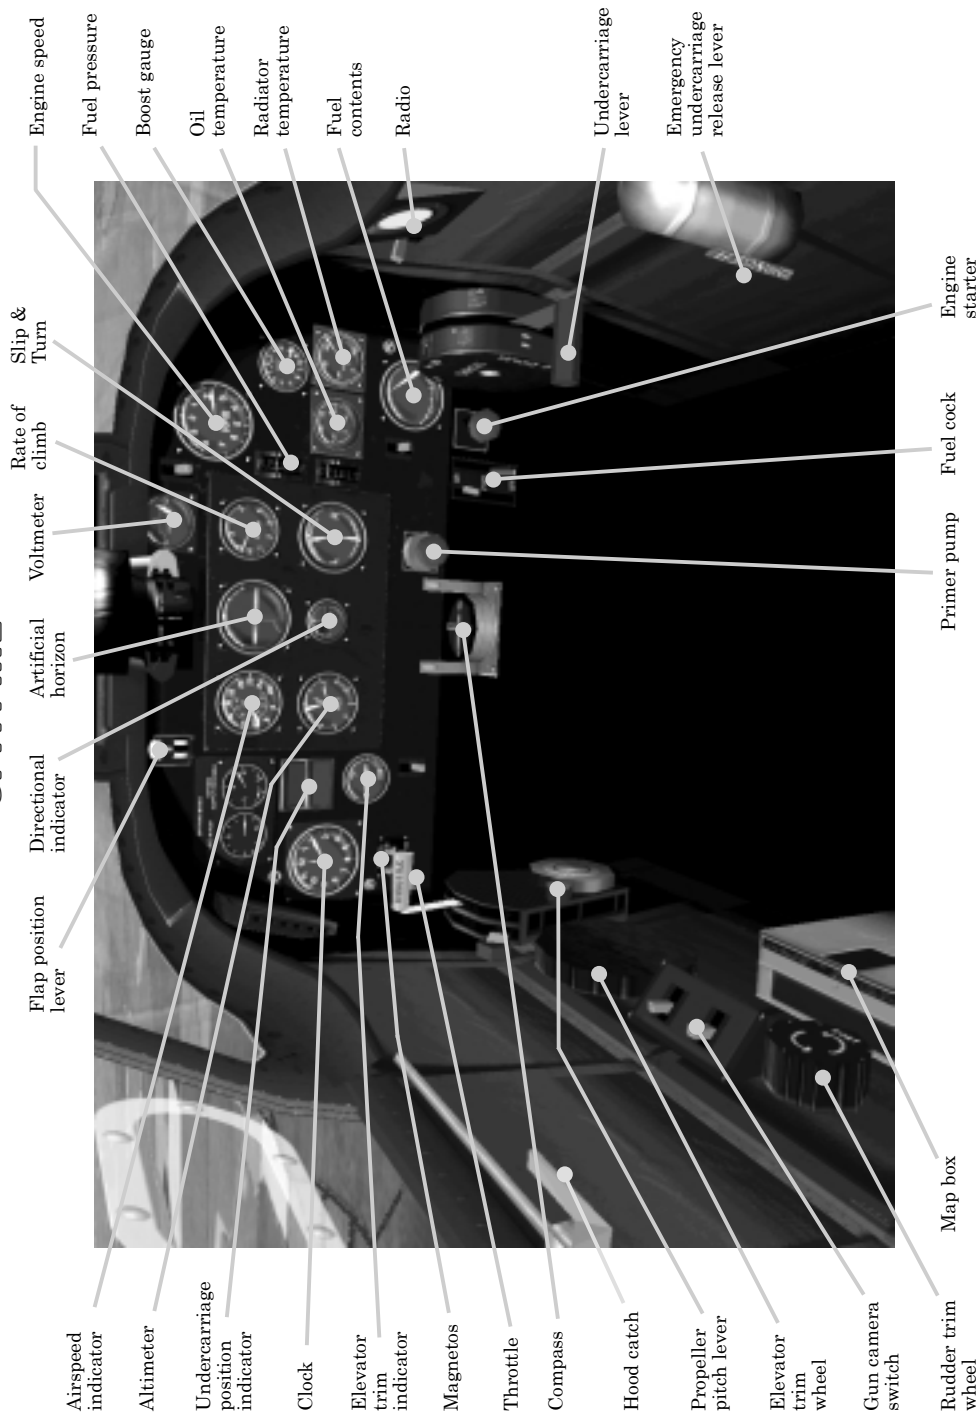 Flap position
lever
Directional
indicator
Artificial
horizon
Voltmeter
Rate of
climb
Slip &
Turn
Airspeed
indicator
Altimeter
Undercarriage
position
indicator
Clock
Elevator
trim
indicator
Magnetos
Throttle
Compass
Hood catch
Propeller
pitch lever
Elevator
trim
wheel
Gun camera
switch
Rudder trim
wheel
Engine speed
Fuel pressure
Boost gauge
Oil
temperature
Radiator
temperature
Fuel
contents
Radio
Undercarriage
lever
Emergency
undercarriage
release lever
Map box
Primer pump
Fuel cock
Engine
starter